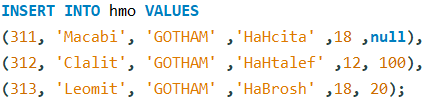 INSERT INTO hmo VALUES
(311, 'Macabi', 'GOTHAM' ,'HaHcita' ,18 ,null),
(312, 'Clalit', 'GOTHAM' ,'HaHtalef' ,12, 100),
(313, 'Leomit', 'GOTHAM' ,'HaBrosh' ,18, 20);